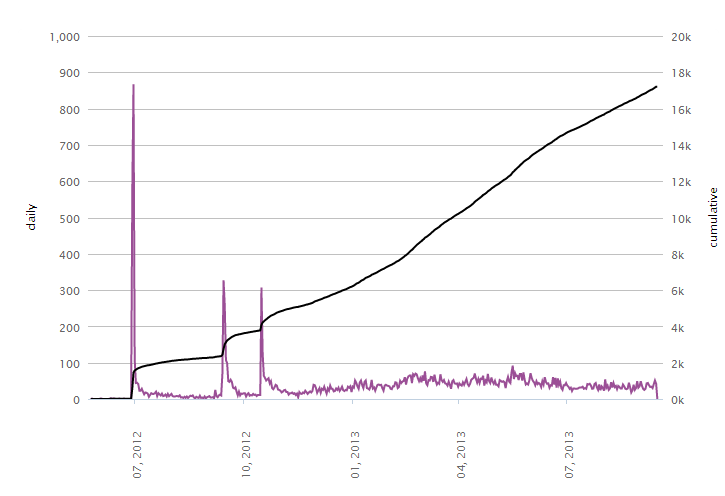 1,000
900
800
700
600
500
400
300
200
100
0
daily
20k
18k
16k
14k
12k
10k
8k
6k
4k
2k
0k
cumulative
07, 2012
10, 2012
01, 2013
04, 2013
07, 2013